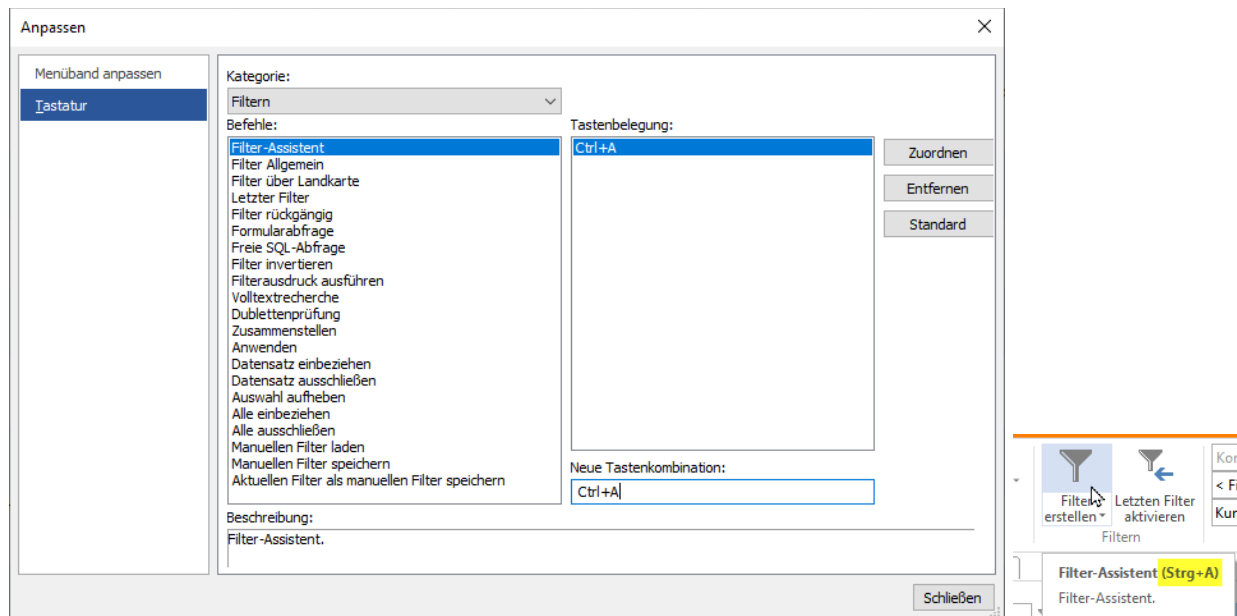 Anpassen
Menüband anpassen
Tastatur
Kategorie:
Filtern
Befehle:
Filter-Assistent
Filter Allgemein
Filter über Landkarte
Letzter Filter
Filter rückgängig
Formularabfrage
Freie SQL-Abfrage
Filter invertieren
Filterausdruck ausführen
Volltextrecherche
Dublettenprüfung
Zusammenstellen
Anwenden
Datensatz einbeziehen
Datensatz ausschließen
Auswahl aufheben
Alle einbeziehen
Alle ausschließen
Manuellen Filter laden
Manuellen Filter speichern
Aktuellen Filter als manuellen Filter speichern
Tastenbelegung:
Ctrl+A
Neue Tastenkombination:
Ctrl+A
Zuordnen
Entfernen
Standard
Beschreibung:
Filter-Assistent.
Schließen
Filter
erstellen
Letzten Filter
aktivieren
Filtern
Kor
< Fi
Kur
Filter-Assistent (Strg+A)
Filter-Assistent.